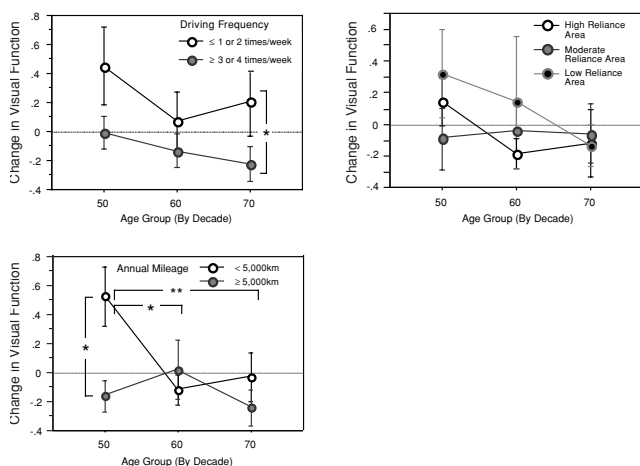 Change in Visual Function
.8
.6
.4
.2
0
-.2
-.4
Driving Frequency
≤ 1 or 2 times/week
≥ 3 or 4 times/week
*
50 60 70
Age Group (By Decade)
Change in Visual Function
.8
.6
.4
.2
0
-.2
-.4
High Reliance
Area
Moderate
Reliance Area
Low Reliance
Area
50 60 70
Age Group (By Decade)
Change in Visual Function
0.8
.6
.4
.2
0
-.2
-.4
Annual Mileage
< 5,000km
≥ 5,000km
**
*
*
50 60 70
Age Group (By Decade)